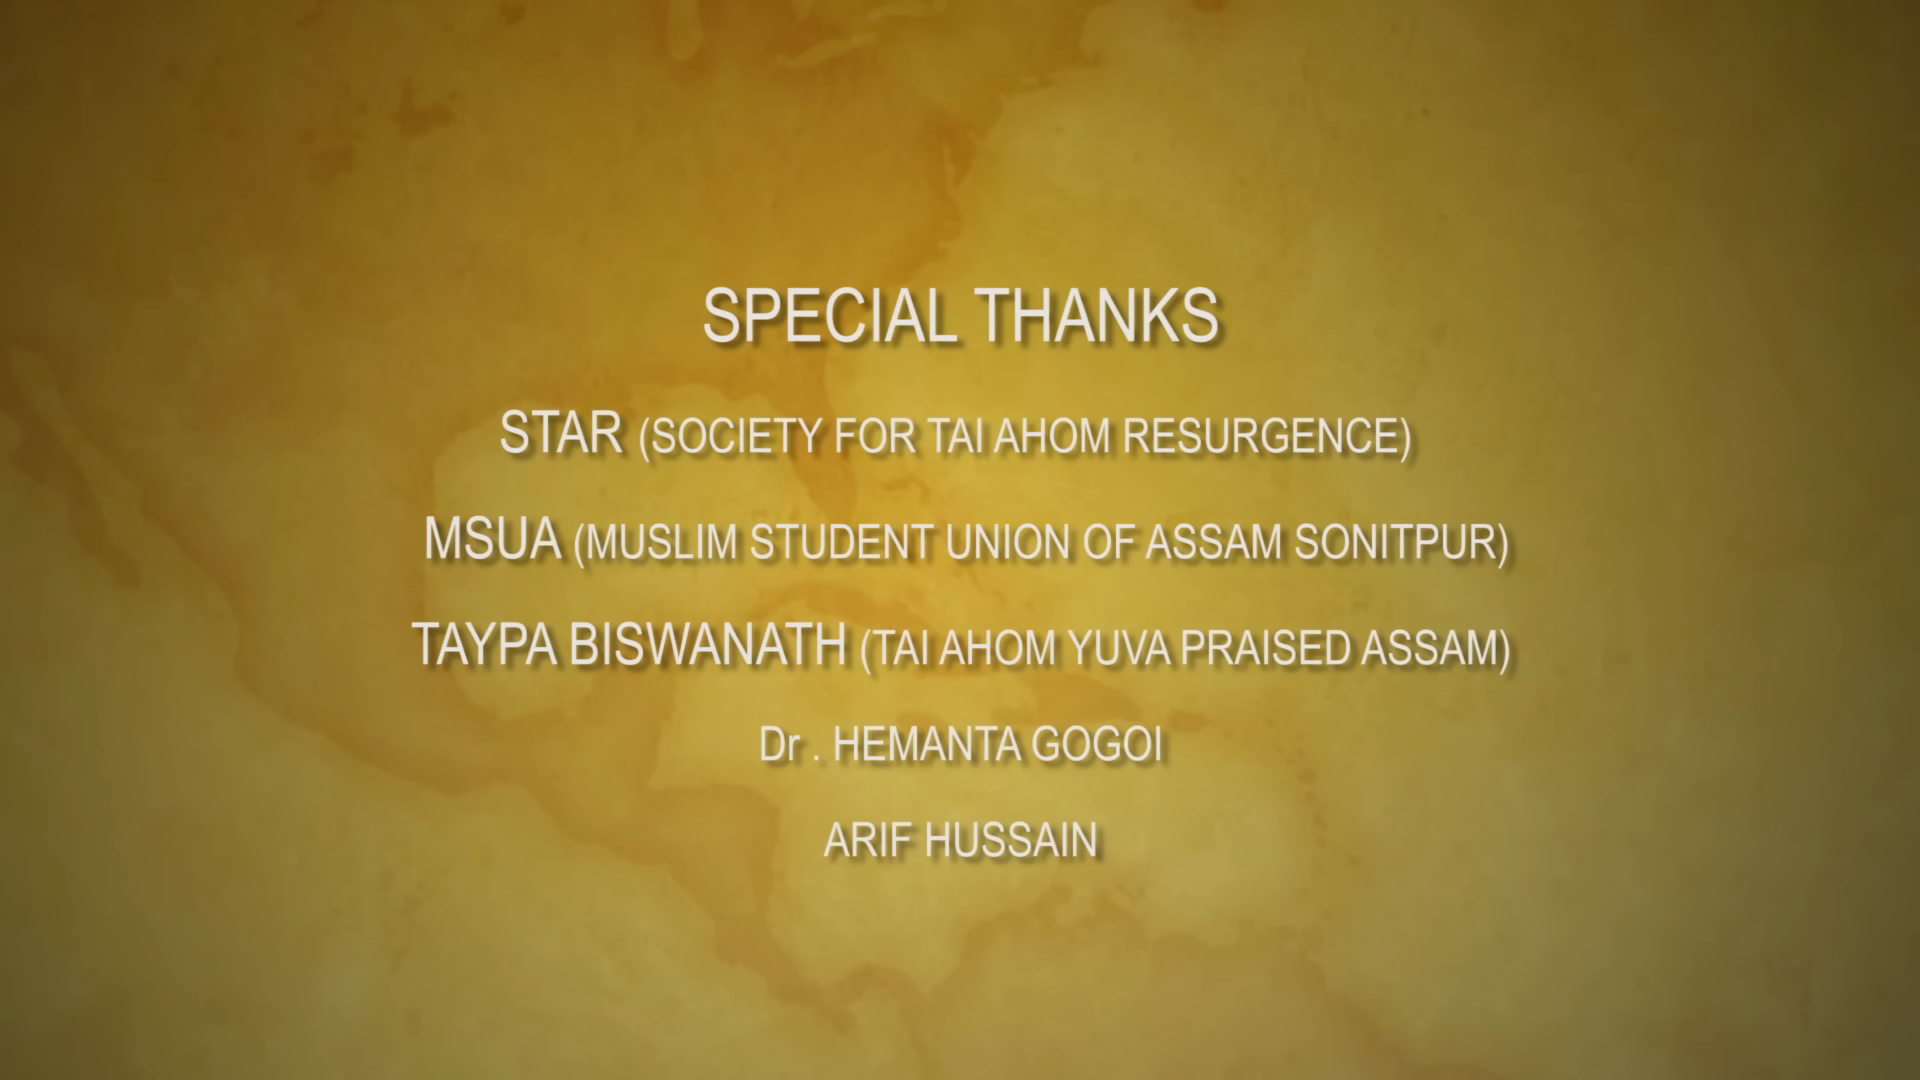 SPECIAL THANKS
STAR (SOCIETY FOR TAI AHOM RESURGENCE)
MSUA (MUSLIM STUDENT UNION OF ASSAM SONITPUR)
TAYPA BISWANATH (TAI AHOM YUVA PRAISED ASSAM)
Dr . HEMANTA GOGOI
ARIF HUSSAIN